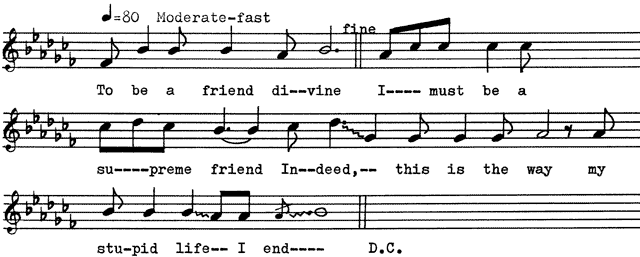 ♩=80 Moderate-fast
fine
To be a friend di--vine I---- must be a
su----preme friend In--deed,-- this is the way my
stu-pid life-- I end---- D.C.